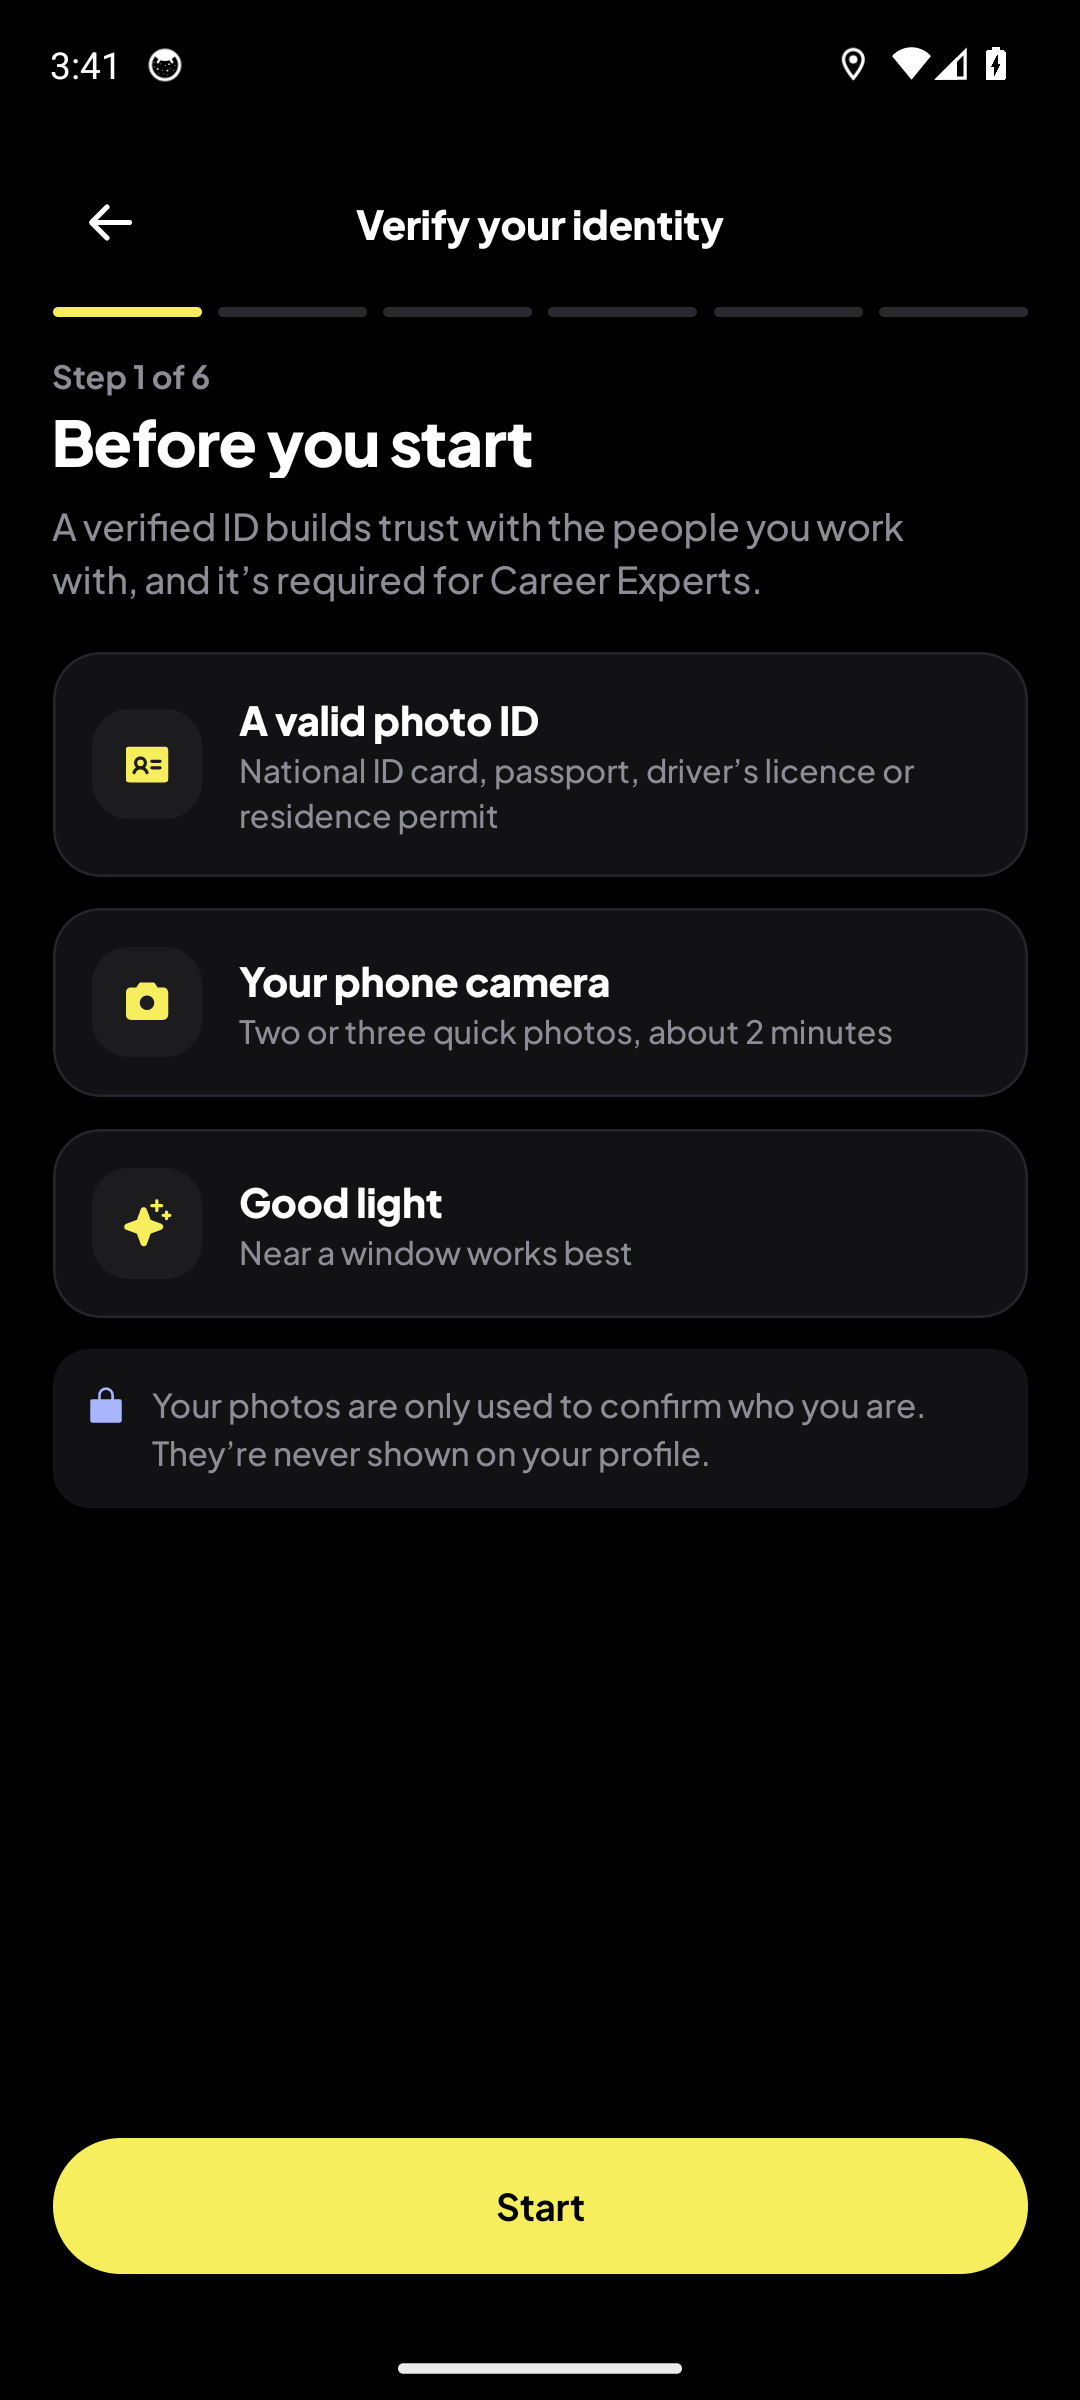 3:41
Verify your identity
Step 1 of 6
Before you start
A verified ID builds trust with the people you work
with, and it’s required for Career Experts.
A valid photo ID
National ID card, passport, driver’s licence or
residence permit
Your phone camera
Two or three quick photos, about 2 minutes
Good light
Near a window works best
Your photos are only used to confirm who you are.
They’re never shown on your profile.
Start